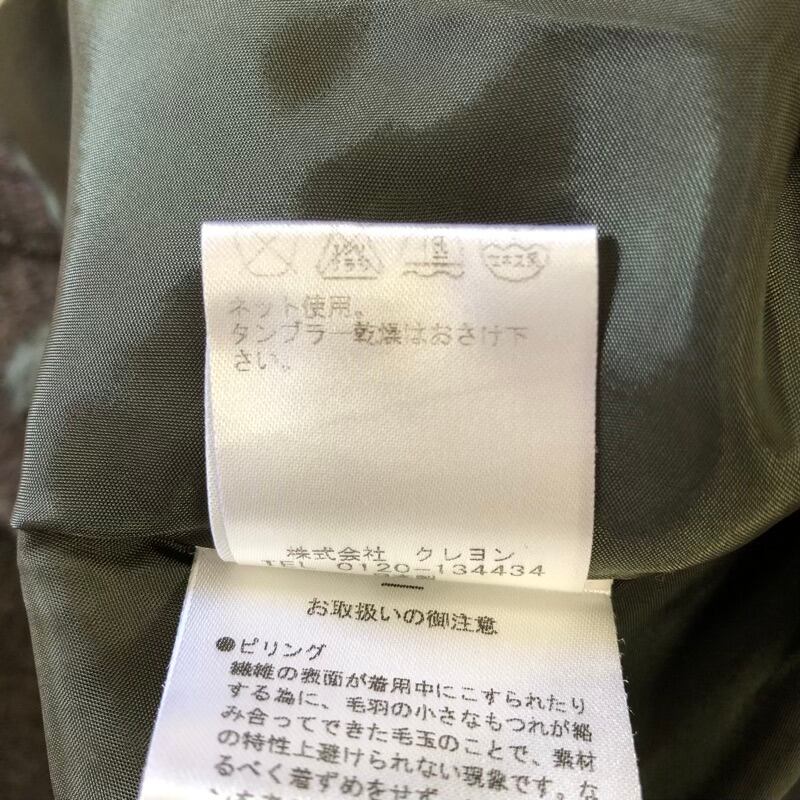 ネット使用。
タンブラー乾燥はおさけ下
さい。
株式会社 クレヨン
TEL 0120-134434
お取扱いの御注意
●ピリング
繊維の表面が着用中にこすられたり
する為に、毛羽の小さなもつれが絡
み合ってできた毛玉のことで、素材
の特性上避けられない現象です。な
るべく着ずめをせず